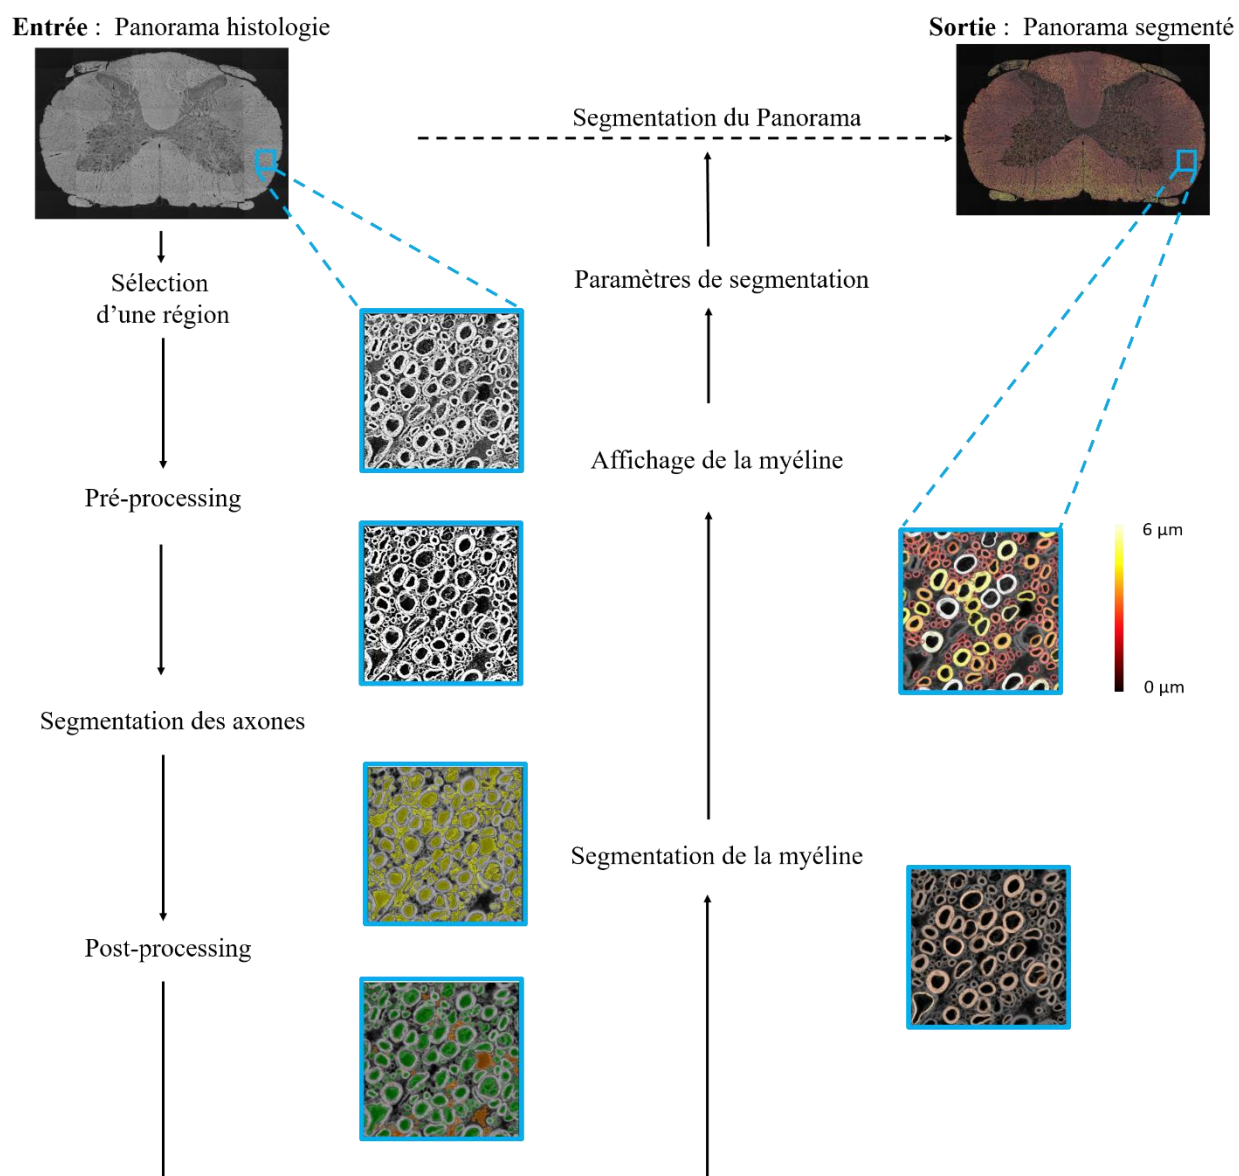 Entrée : Panorama histologie
Sortie : Panorama segmenté
Segmentation du Panorama
Sélection
d’une région
Paramètres de segmentation
Pré-processing
Affichage de la myéline
6 µm
0 µm
Segmentation des axones
Segmentation de la myéline
Post-processing